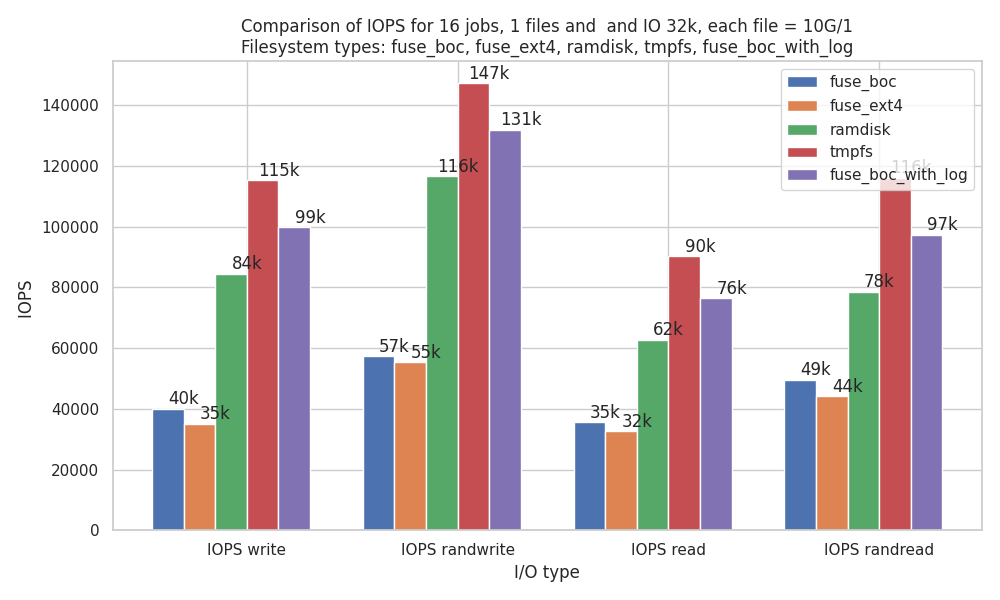 Comparison of IOPS for 16 jobs, 1 files and  and IO 32k, each file = 10G/1
Filesystem types: fuse_boc, fuse_ext4, ramdisk, tmpfs, fuse_boc_with_log
IOPS
140000
120000
100000
80000
60000
40000
20000
0
40k
35k
84k
115k
99k
57k
55k
116k
147k
131k
35k
32k
62k
90k
76k
49k
44k
78k
116k
97k
fuse_boc
fuse_ext4
ramdisk
tmpfs
fuse_boc_with_log
IOPS write
IOPS randwrite
IOPS read
IOPS randread
I/O type